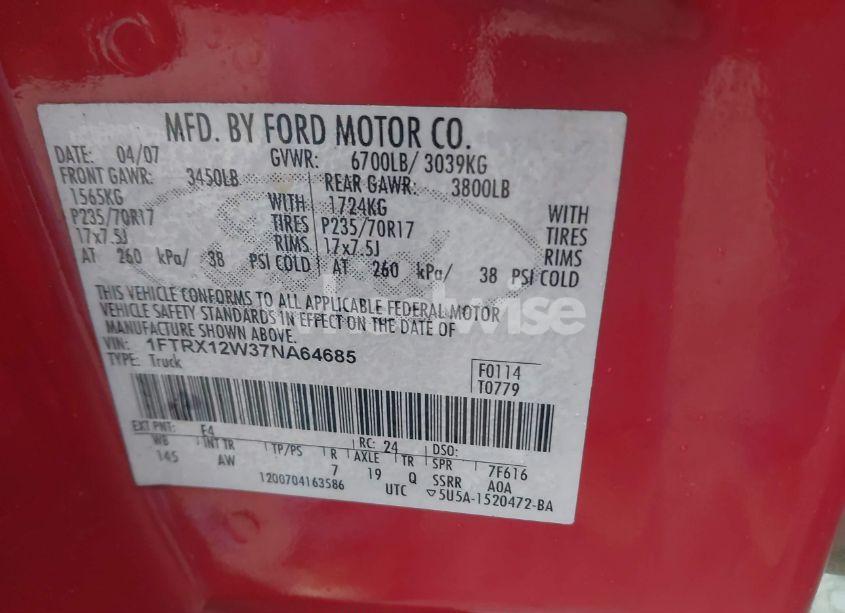 MFD. BY FORD MOTOR CO.
DATE: 04/07 GVWR: 6700LB/ 3039KG
FRONT GAWR: 3450LB REAR GAWR: 3800LB
1565KG WITH 1724KG WITH
P235/70R17 TIRES P235/70R17 TIRES
17x7.5J RIMS 17x7.5J RIMS
AT 260 kPa/ 38 PSI COLD AT 260 kPa/ 38 PSI COLD
THIS VEHICLE CONFORMS TO ALL APPLICABLE FEDERAL MOTOR
VEHICLE SAFETY STANDARDS IN EFFECT ON THE DATE OF
MANUFACTURE SHOWN ABOVE.
VIN: 1FTRX12W37NA64685
TYPE: Truck
F0114
T0779
EXT PNT: E4 RC: 24 DSO:
WB INT TR TP/PS R AXLE TR SPR 7F616
145 AW 7 19 Q SSRR A0A
1200704163586 UTC ▽5U5A-1520472-BA